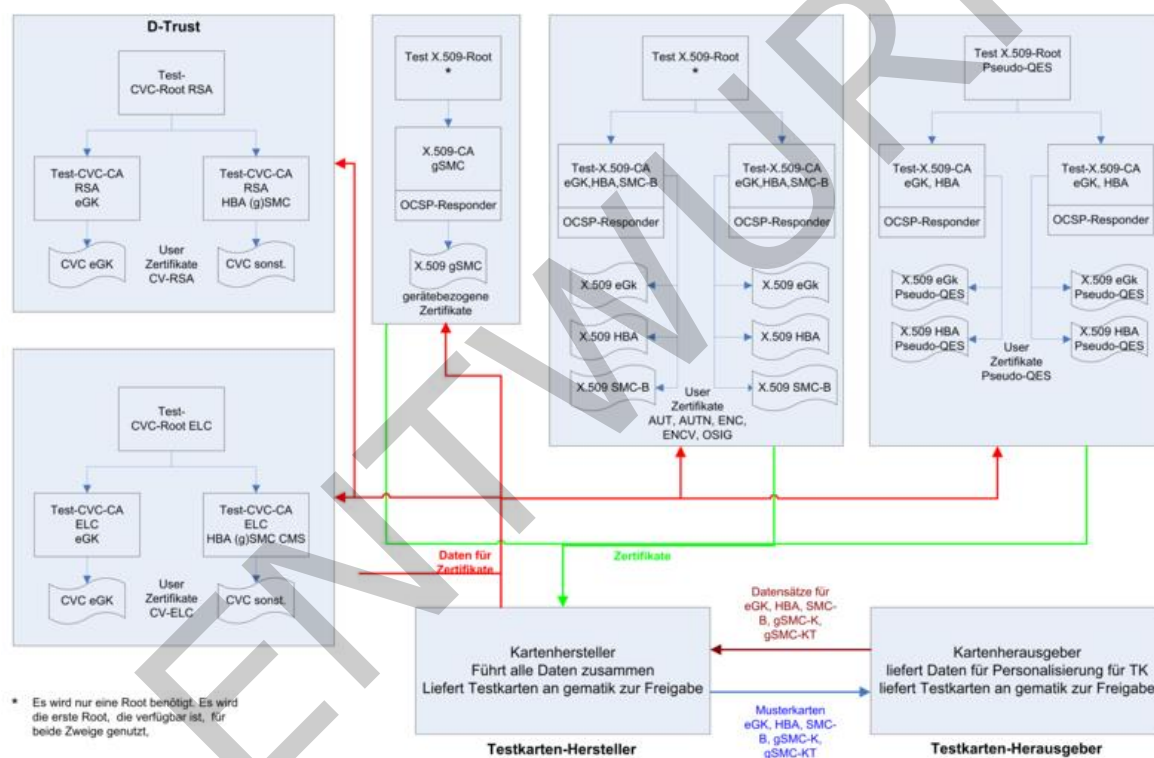 D-Trust
Test-
CVC-Root RSA
Test-CVC-CA
RSA
eGK
Test-CVC-CA
RSA
HBA (g)SMC
CVC eGK
User
Zertifikate
CV-RSA
CVC sonst.
Test-
CVC-Root ELC
Test-CVC-CA
ELC
eGK
Test-CVC-CA
ELC
HBA (g)SMC CMS
CVC eGK
User
Zertifikate
CV-ELC
CVC sonst.
Test X.509-Root
*
X.509-CA
gSMC
OCSP-Responder
X.509 gSMC
gerätebezogene
Zertifikate
Test X.509-Root
*
Test-X.509-CA
eGK,HBA,SMC-B
OCSP-Responder
Test-X.509-CA
eGK,HBA,SMC-B
OCSP-Responder
X.509 eGk
X.509 eGk
X.509 HBA
X.509 HBA
X.509 SMC-B
X.509 SMC-B
User
Zertifikate
AUT, AUTN, ENC,
ENCV, OSIG
Test X.509-Root
Pseudo-QES
Test-X.509-CA
eGK, HBA
OCSP-Responder
Test-X.509-CA
eGK, HBA
OCSP-Responder
X.509 eGk
Pseudo-QES
X.509 eGk
Pseudo-QES
X.509 HBA
Pseudo-QES
X.509 HBA
Pseudo-QES
User
Zertifikate
Pseudo-QES
Daten für
Zertifikate
Zertifikate
Kartenhersteller
Führt alle Daten zusammen
Liefert Testkarten an gematik zur Freigabe
Testkarten-Hersteller
Datensätze für
eGK, HBA, SMC-
B, gSMC-K,
gSMC-KT
Musterkarten
eGK, HBA, SMC-
B, gSMC-K,
gSMC-KT
Kartenherausgeber
liefert Daten für Personalisierung für TK
liefert Testkarten an gematik zur Freigabe
Testkarten-Herausgeber
* Es wird nur eine Root benötigt. Es wird
die erste Root, die verfügbar ist, für
beide Zweige genutzt,
ENTWURF